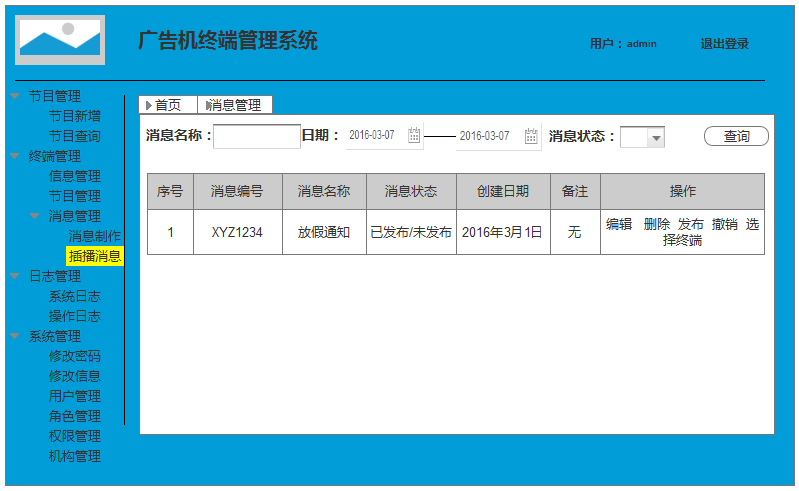 广告机终端管理系统
用户：admin 退出登录
节目管理
节目新增
节目查询
终端管理
信息管理
节目管理
消息管理
消息制作
插播消息
日志管理
系统日志
操作日志
系统管理
修改密码
修改信息
用户管理
角色管理
权限管理
机构管理
首页 消息管理
消息名称： 日期： 2016-03-07 —— 2016-03-07 消息状态： 查询
序号 消息编号 消息名称 消息状态 创建日期 备注 操作
1 XYZ1234 放假通知 已发布/未发布 2016年3月1日 无 编辑 删除 发布 撤销 选
择终端